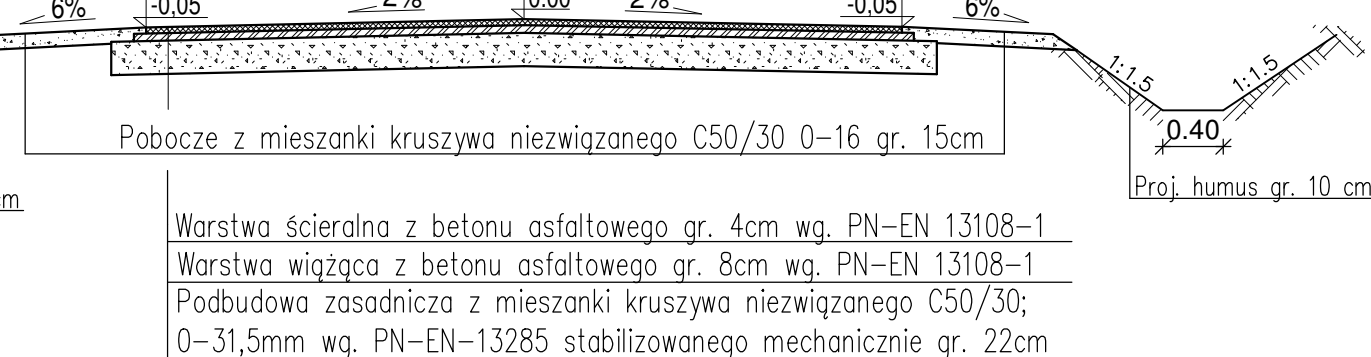 6% -0,05 2% 0.00 2% -0,05 6%
1:1.5 1:1.5
Pobocze z mieszanki kruszywa niezwiązanego C50/30 0-16 gr. 15cm
0.40
cm
Proj. humus gr. 10 cm
Warstwa ścieralna z betonu asfaltowego gr. 4cm wg. PN-EN 13108-1
Warstwa wiążąca z betonu asfaltowego gr. 8cm wg. PN-EN 13108-1
Podbudowa zasadnicza z mieszanki kruszywa niezwiązanego C50/30;
0-31,5mm wg. PN-EN-13285 stabilizowanego mechanicznie gr. 22cm